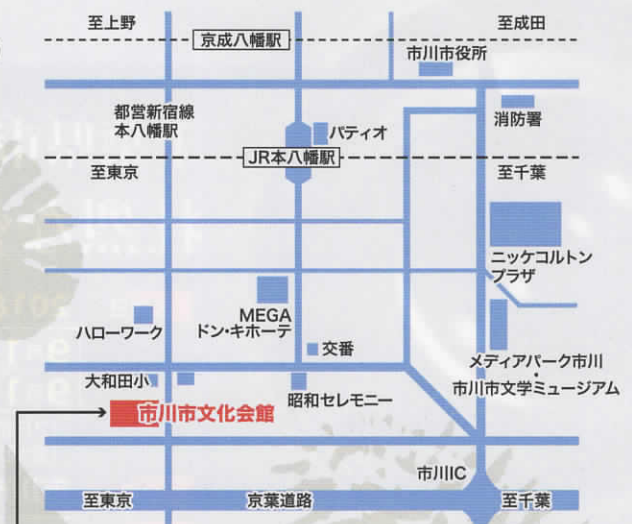 至上野
至成田
京成八幡駅
市川市役所
都営新宿線
本八幡駅
パティオ
消防署
JR本八幡駅
至東京
至千葉
ニッケコルトン
プラザ
MEGA
ドン・キホーテ
ハローワーク
交番
メディアパーク市川
・
市川市文学ミュージアム
大和田小
昭和セレモニー
市川市文化会館
市川IC
至東京
京葉道路
至千葉